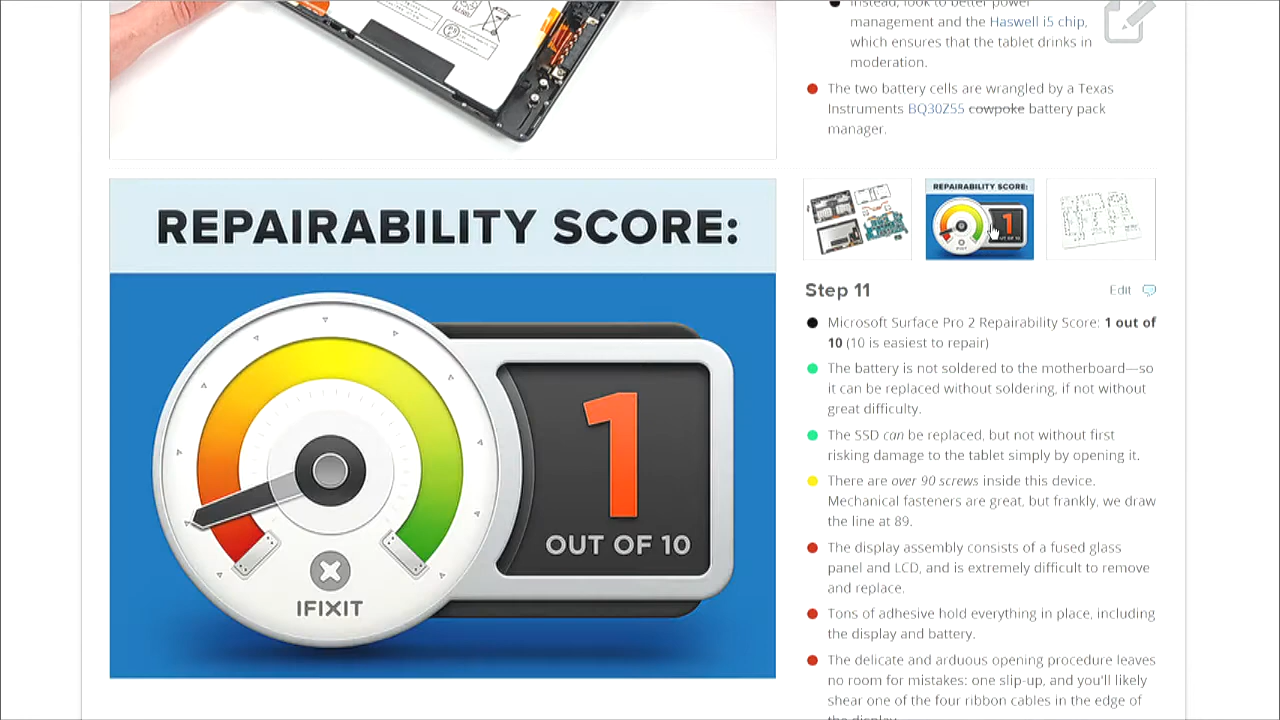 Instead, look to better power
management and the Haswell i5 chip,
which ensures that the tablet drinks in
moderation.
The two battery cells are wrangled by a Texas
Instruments BQ30Z55 cowpoke battery pack
manager.
REPAIRABILITY SCORE:
1
OUT OF 10
IFIXIT
REPAIRABILITY SCORE:
1
OUT OF 10
IFIXIT
Step 11
Edit
Microsoft Surface Pro 2 Repairability Score: 1 out of
10 (10 is easiest to repair)
The battery is not soldered to the motherboard—so
it can be replaced without soldering, if not without
great difficulty.
The SSD can be replaced, but not without first
risking damage to the tablet simply by opening it.
There are over 90 screws inside this device.
Mechanical fasteners are great, but frankly, we draw
the line at 89.
The display assembly consists of a fused glass
panel and LCD, and is extremely difficult to remove
and replace.
Tons of adhesive hold everything in place, including
the display and battery.
The delicate and arduous opening procedure leaves
no room for mistakes: one slip-up, and you'll likely
shear one of the four ribbon cables in the edge of
the display.